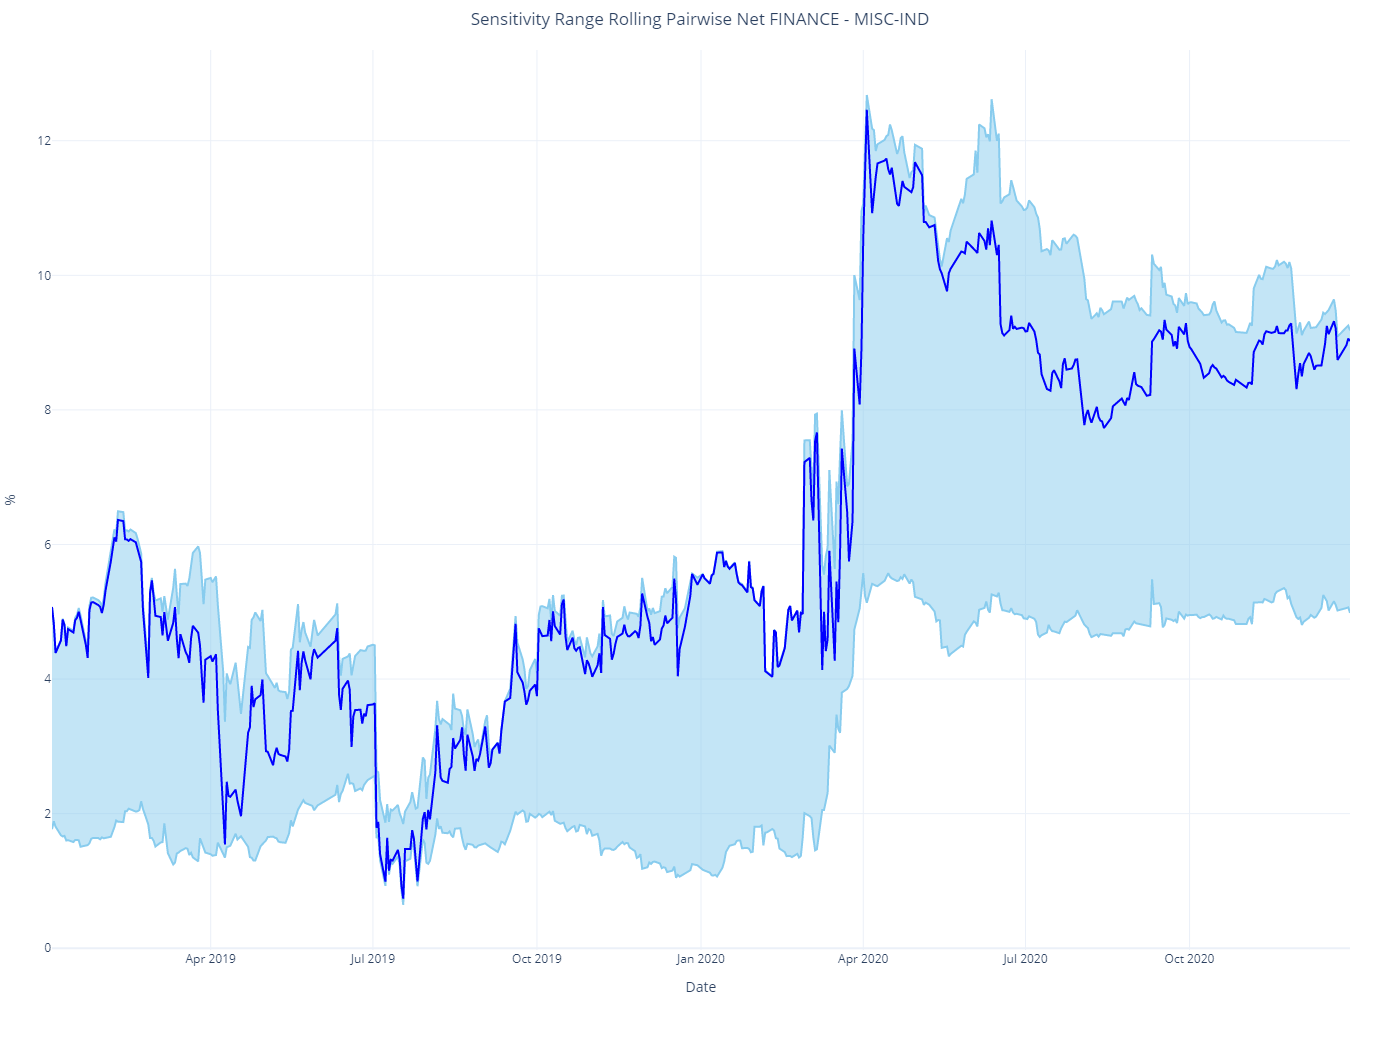 Sensitivity Range Rolling Pairwise Net FINANCE - MISC-IND
12
10
8
6
4
2
0
%
Apr 2019
Jul 2019
Oct 2019
Jan 2020
Apr 2020
Jul 2020
Oct 2020
Date